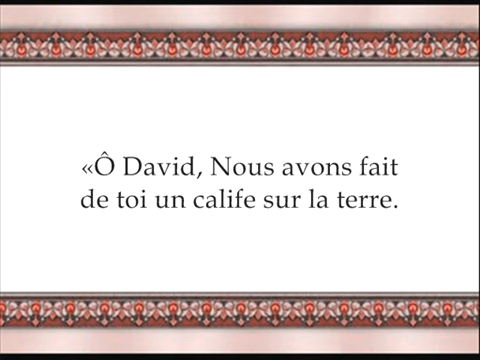 «Ô David, Nous avons fait
de toi un calife sur la terre.